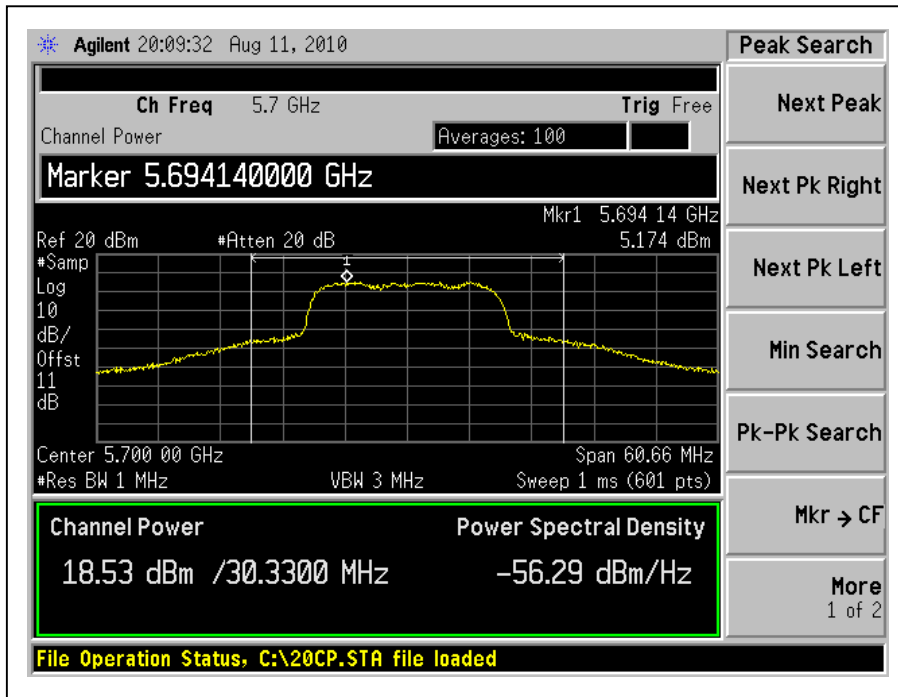 Agilent 20:09:32 Aug 11, 2010
Peak Search
Ch Freq 5.7 GHz
Trig Free
Channel Power
Averages: 100
Marker 5.694140000 GHz
Mkr1 5.694 14 GHz
Ref 20 dBm #Atten 20 dB 5.174 dBm
#Samp
Log
10
dB/
Offst
11
dB
1
Center 5.700 00 GHz Span 60.66 MHz
#Res BW 1 MHz VBW 3 MHz Sweep 1 ms (601 pts)
Channel Power
Power Spectral Density
18.53 dBm /30.3300 MHz
-56.29 dBm/Hz
File Operation Status, C:\20CP.STA file loaded
Next Peak
Next Pk Right
Next Pk Left
Min Search
Pk-Pk Search
Mkr → CF
More
1 of 2